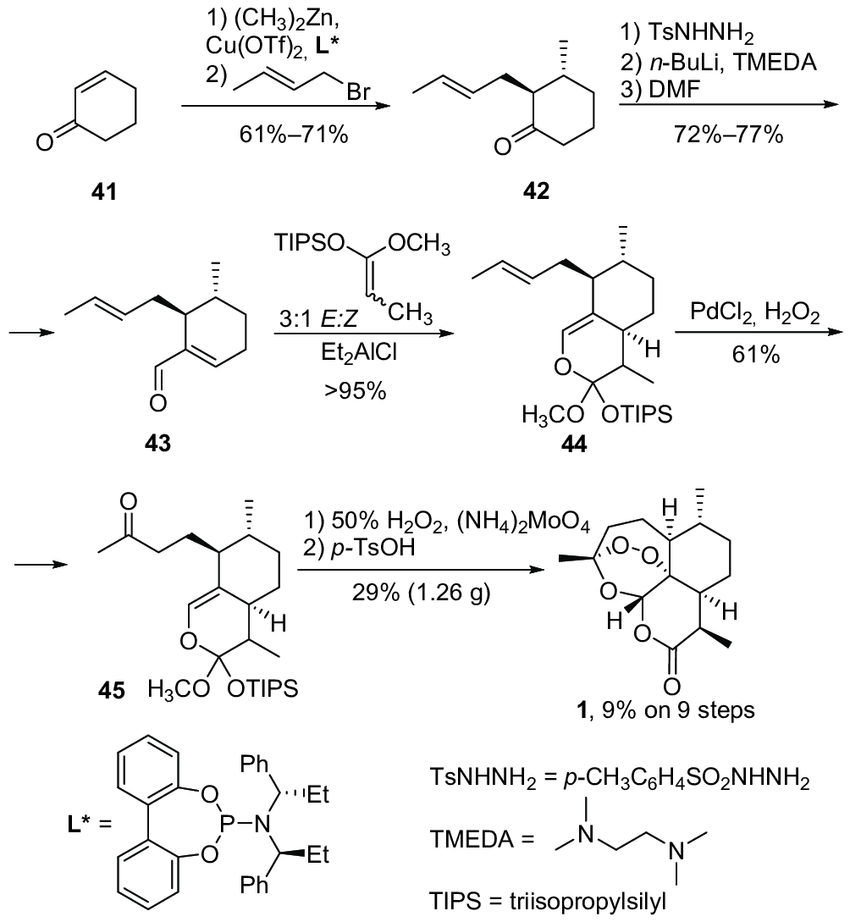 1) (CH₃)₂Zn,
Cu(OTf)₂, L*
2)
Br
61%–71%
O
41
O
42
1) TsNHNH₂
2) n-BuLi, TMEDA
3) DMF
72%–77%
O
43
TIPSO OCH₃
CH₃
3:1 E:Z
Et₂AlCl
>95%
H
O
H₃CO OTIPS
44
PdCl₂, H₂O₂
61%
O
H
O
H₃CO OTIPS
45
1) 50% H₂O₂, (NH₄)₂MoO₄
2) p-TsOH
29% (1.26 g)
H
O O
O
H
H
O
O
1, 9% on 9 steps
L* =
O
P N
O
Ph
Et
Et
Ph
TsNHNH₂ = p-CH₃C₆H₄SO₂NHNH₂
TMEDA =
N
N
TIPS = triisopropylsilyl